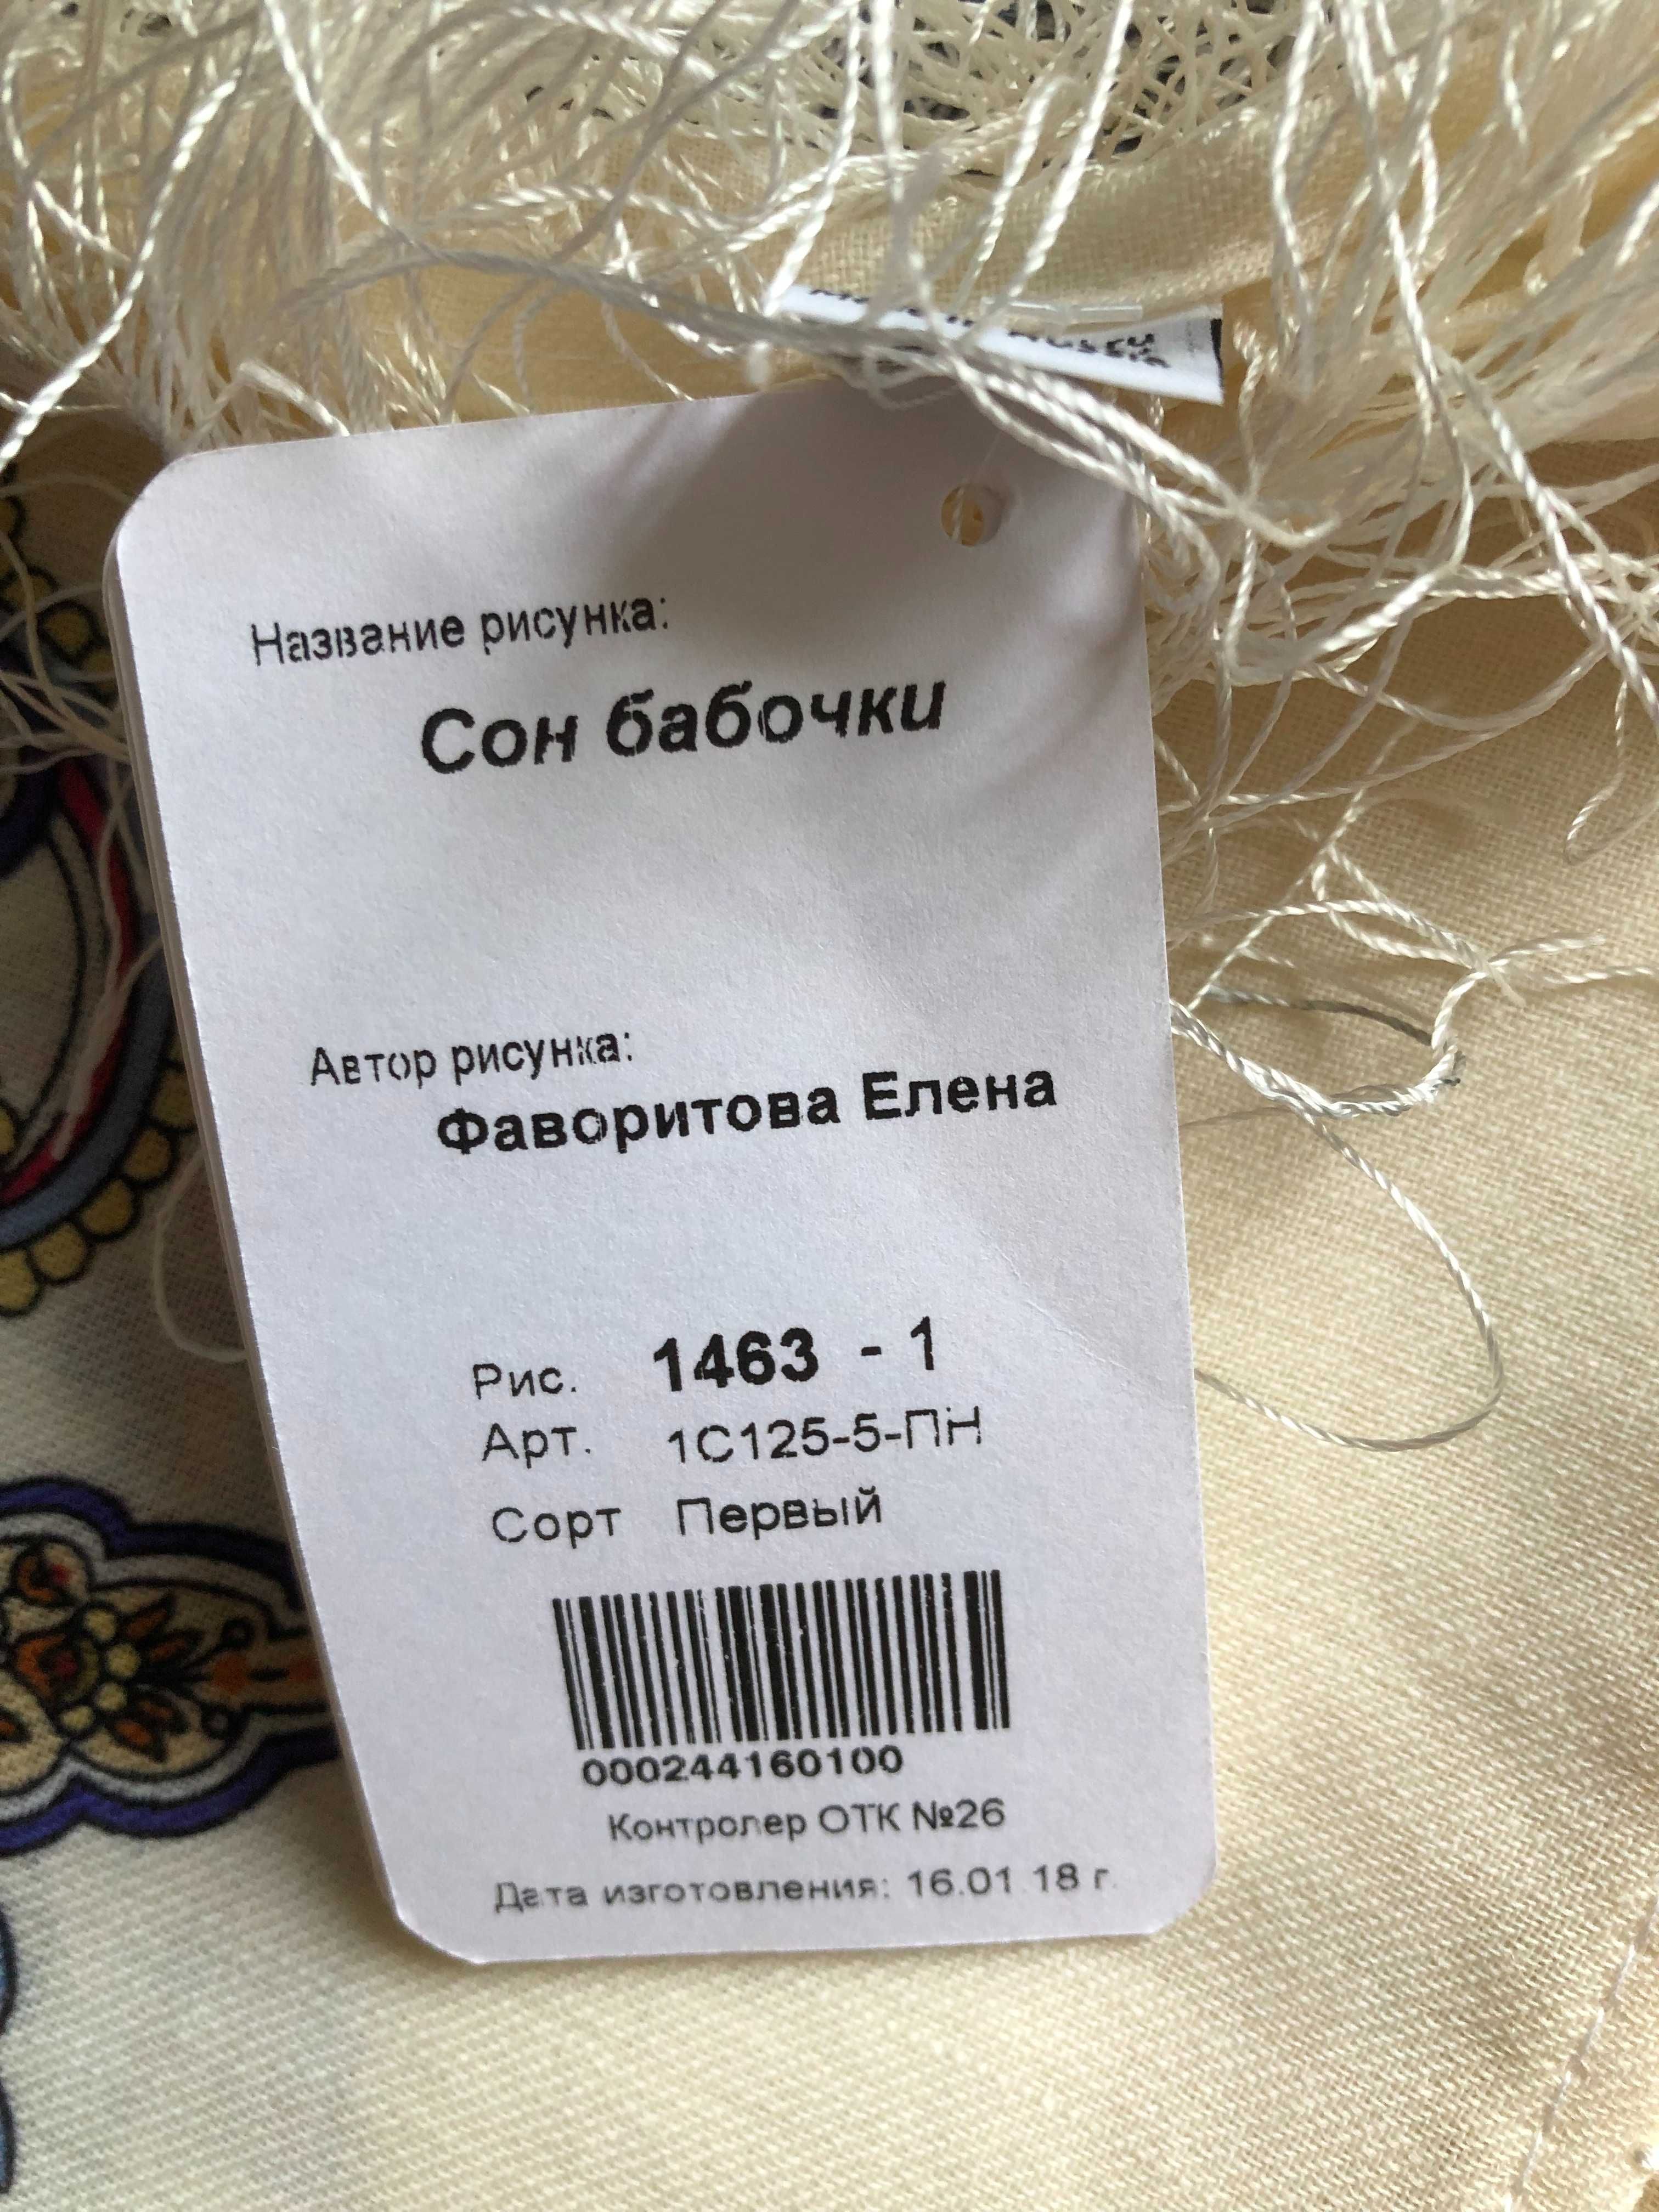 Название рисунка:
Сон бабочки
Автор рисунка:
Фаворитова Елена
Рис. 1463 - 1
Арт. 1С125-5-ПН
Сорт Первый
000244160100
Контролер ОТК №26
Дата изготовления: 16.01.18 г.